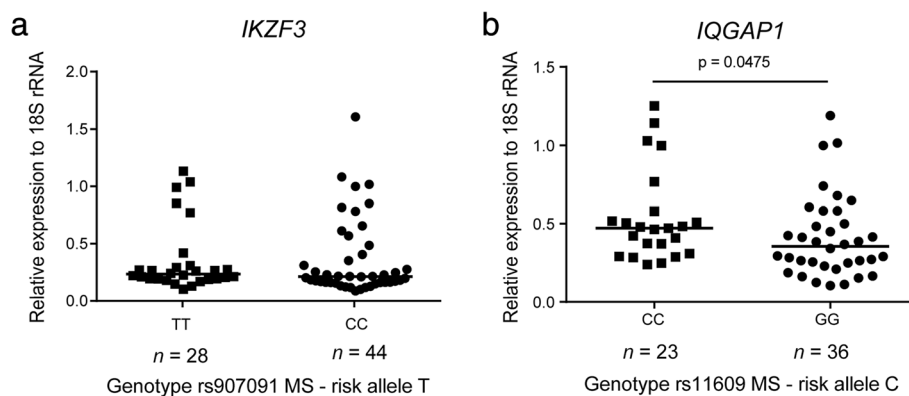 a
IKZF3
Relative expression to 18S rRNA
2.0
1.5
1.0
0.5
0.0
TT
CC
n = 28
n = 44
Genotype rs907091 MS - risk allele T
b
IQGAP1
p = 0.0475
Relative expression to 18S rRNA
1.5
1.0
0.5
0.0
CC
GG
n = 23
n = 36
Genotype rs11609 MS - risk allele C